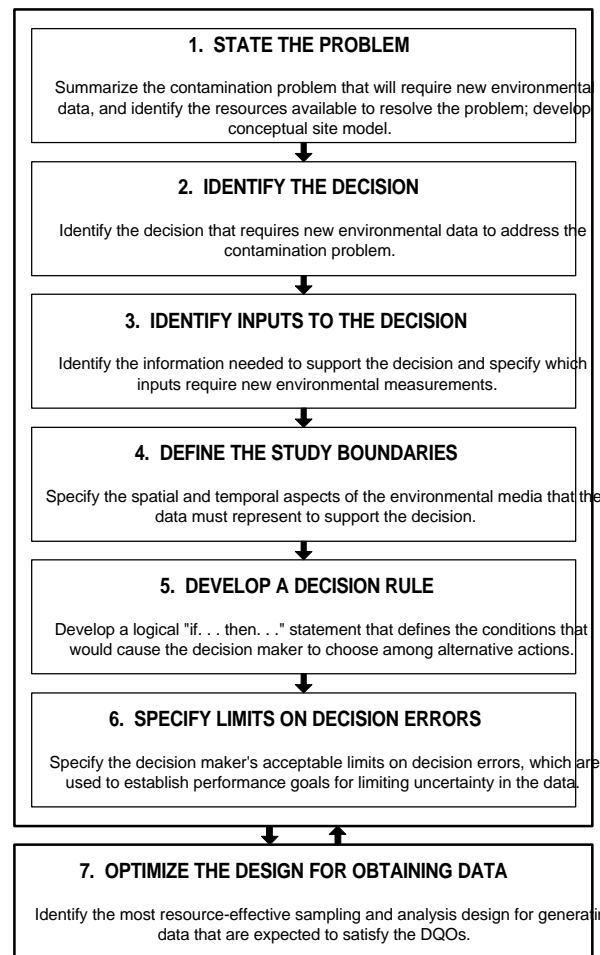 1. STATE THE PROBLEM
Summarize the contamination problem that will require new environmental
data, and identify the resources available to resolve the problem; develop
conceptual site model.
2. IDENTIFY THE DECISION
Identify the decision that requires new environmental data to address the
contamination problem.
3. IDENTIFY INPUTS TO THE DECISION
Identify the information needed to support the decision and specify which
inputs require new environmental measurements.
4. DEFINE THE STUDY BOUNDARIES
Specify the spatial and temporal aspects of the environmental media that the
data must represent to support the decision.
5. DEVELOP A DECISION RULE
Develop a logical "if. . . then. . ." statement that defines the conditions that
would cause the decision maker to choose among alternative actions.
6. SPECIFY LIMITS ON DECISION ERRORS
Specify the decision maker's acceptable limits on decision errors, which are
used to establish performance goals for limiting uncertainty in the data.
7. OPTIMIZE THE DESIGN FOR OBTAINING DATA
Identify the most resource-effective sampling and analysis design for
data that are expected to satisfy the DQOs.